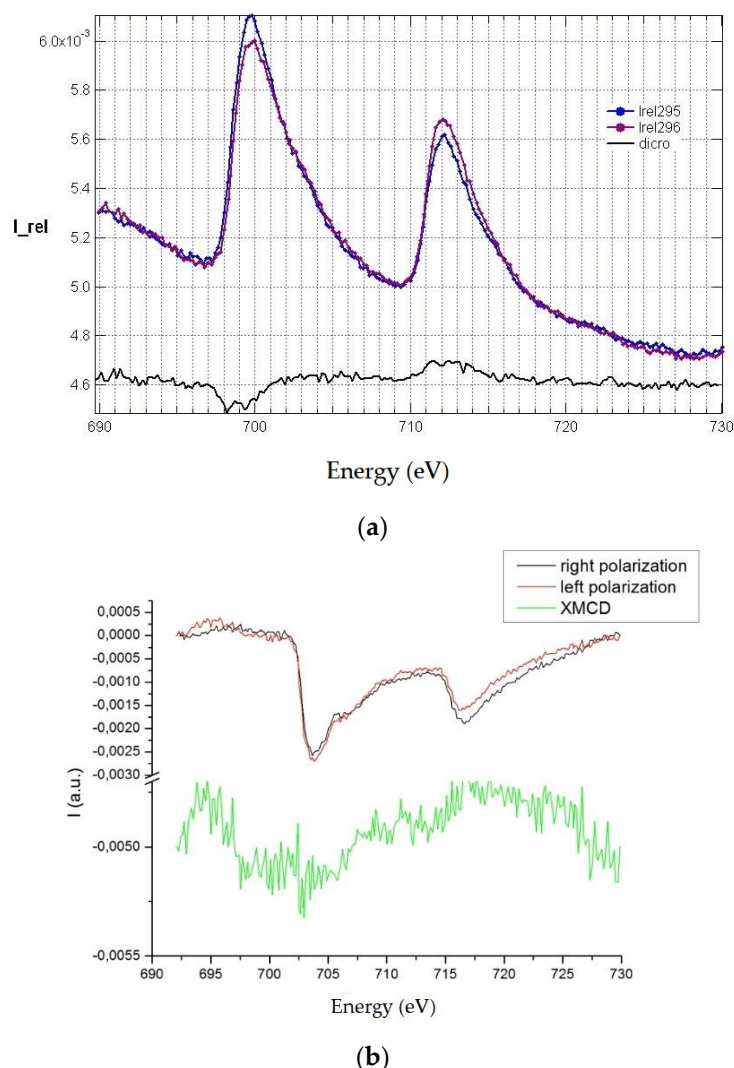 6.0x10⁻³
5.8
5.6
5.4
5.2
5.0
4.8
4.6
I_rel
Irel295
Irel296
dicro
690 700 710 720 730
Energy (eV)
(a)
right polarization
left polarization
XMCD
0,0005
0,0000
-0,0005
-0,0010
-0,0015
-0,0020
-0,0025
-0,0030
-0,0050
-0,0055
I (a.u.)
690 695 700 705 710 715 720 725 730
Energy (eV)
(b)